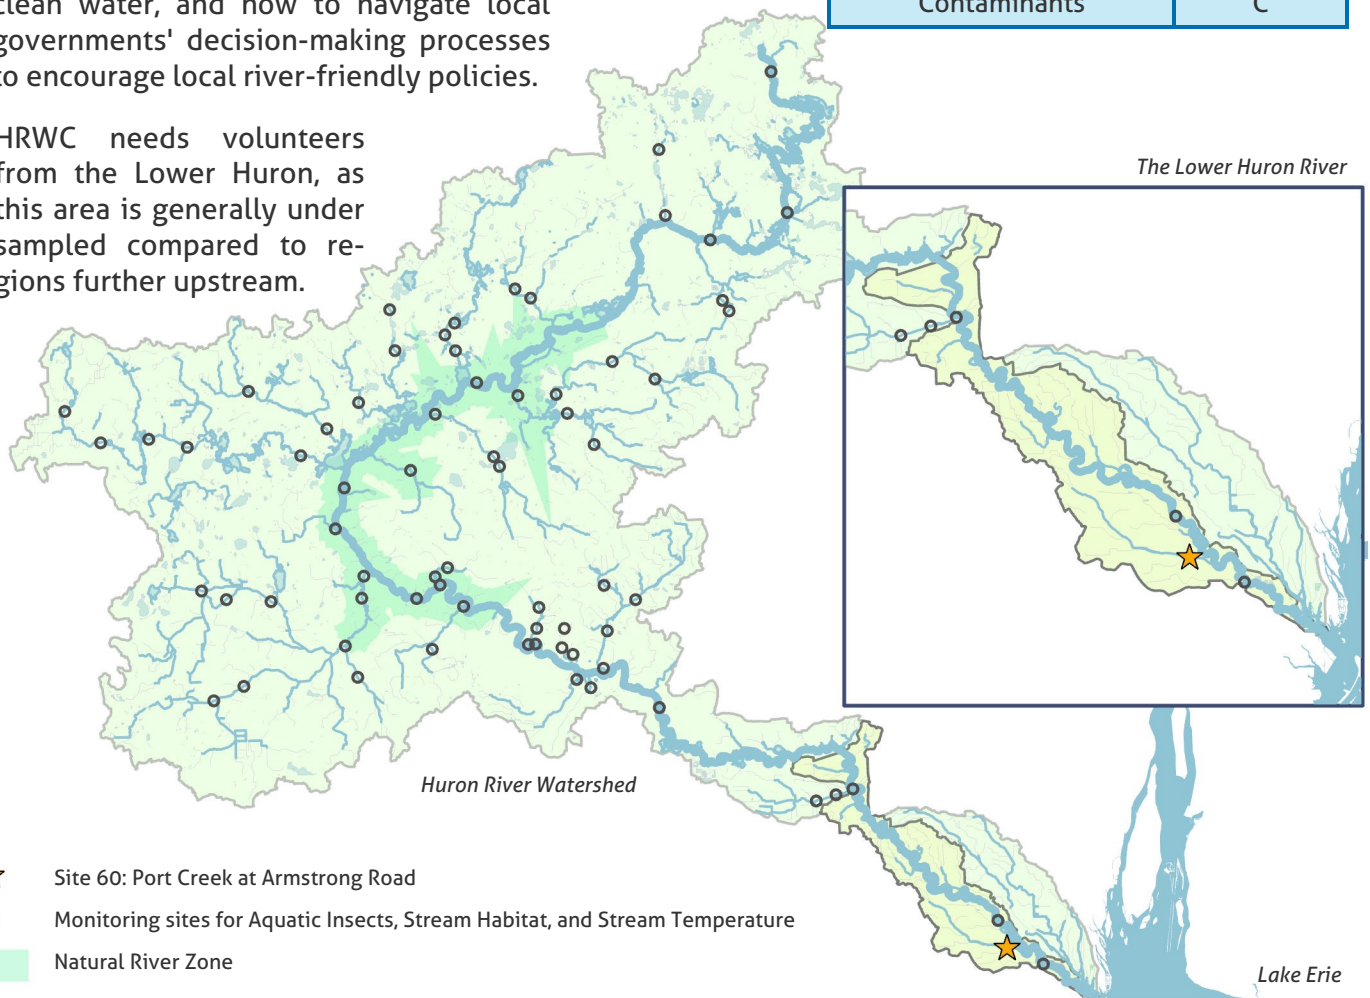 clean water, and how to navigate local
governments' decision-making processes
to encourage local river-friendly policies.
HRWC needs volunteers
from the Lower Huron, as
this area is generally under
sampled compared to re-
gions further upstream.
Contaminants C
The Lower Huron River
Huron River Watershed
Site 60: Port Creek at Armstrong Road
Monitoring sites for Aquatic Insects, Stream Habitat, and Stream Temperature
Natural River Zone
Lake Erie